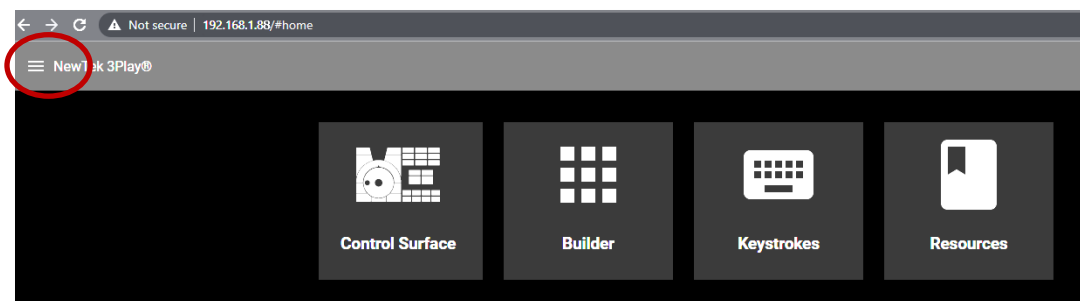 Not secure | 192.168.1.88/#home
NewTek 3Play®
Control Surface Builder Keystrokes Resources